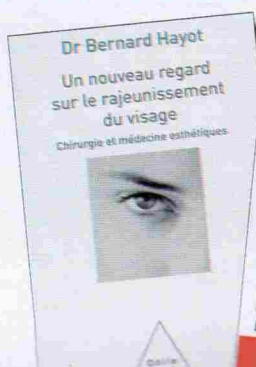 Dr Bernard Hayot
Un nouveau regard
sur le rajeunissement
du visage
Chirurgie et médecine esthétiques